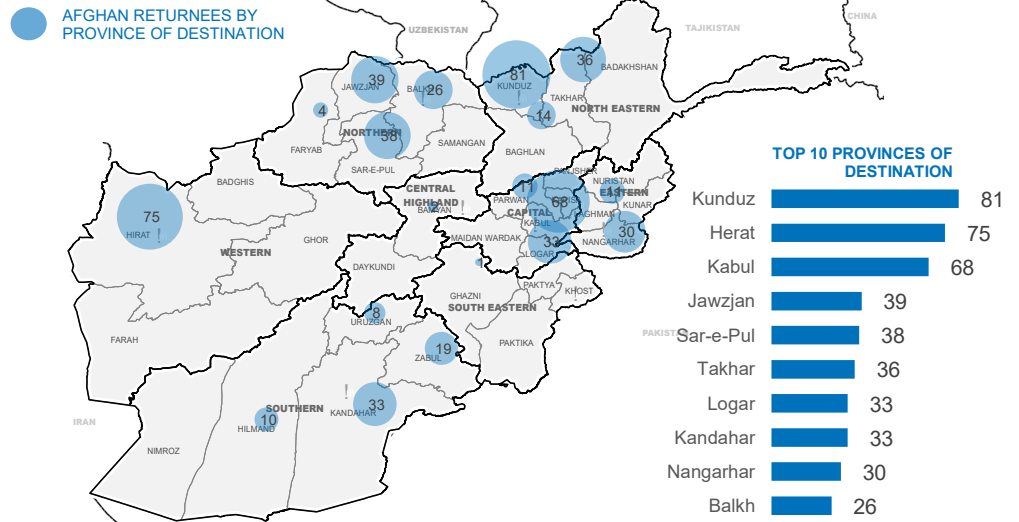 AFGHAN RETURNEES BY
PROVINCE OF DESTINATION
UZBEKISTAN
TAJIKISTAN
CHINA
39
JAWZJAN
26
81
KUNDUZ
36
BADAKHSHAN
4
TAKHAR
NORTH EASTERN
14
NORTHERN
38
FARYAB
SAMANGAN
BAGHLAN
SAR-E-PUL
BADGHIS
CENTRAL
HIGHLAND
PARWAN
NURISTAN
EASTERN
KUNAR
75
HIRAT
68
CAPITAL
KABUL
30
NANGARHAR
MAIDAN WARDAK
33
LOGAR
GHOR
WESTERN
DAYKUNDI
GHAZNI
PAKTYA
KHOST
SOUTH EASTERN
8
URUZGAN
FARAH
19
ZABUL
PAKTIKA
33
KANDAHAR
SOUTHERN
10
HILMAND
IRAN
NIMROZ
TOP 10 PROVINCES OF
DESTINATION
Kunduz 81
Herat 75
Kabul 68
Jawzjan 39
Sar-e-Pul 38
Takhar 36
Logar 33
Kandahar 33
Nangarhar 30
Balkh 26